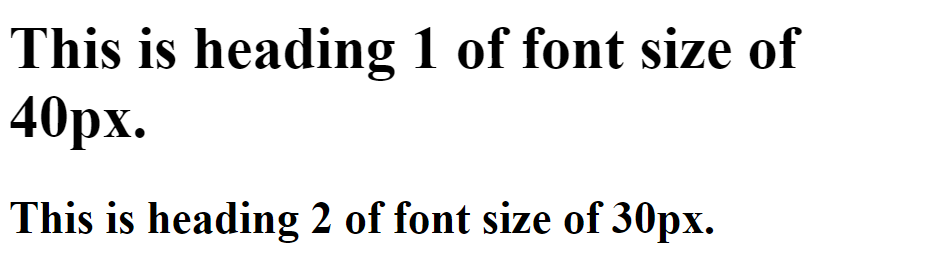 This is heading 1 of font size of
40px.
This is heading 2 of font size of 30px.